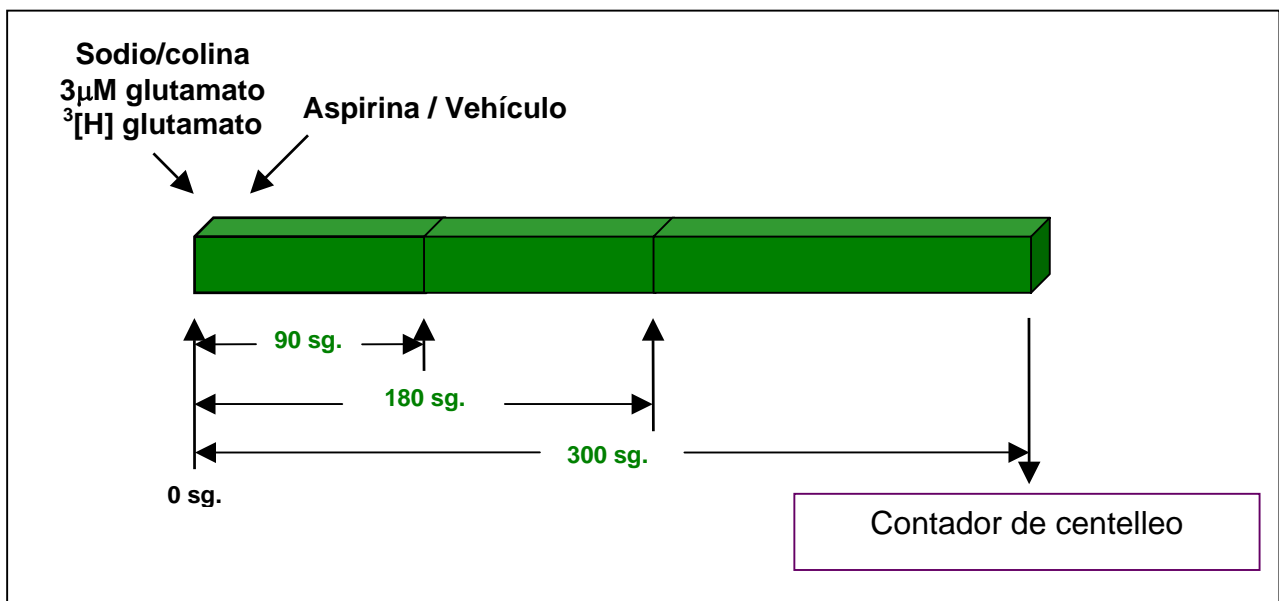 Sodio/colina
3μM glutamato
³[H] glutamato
Aspirina / Vehículo
90 sg.
180 sg.
300 sg.
0 sg.
Contador de centelleo